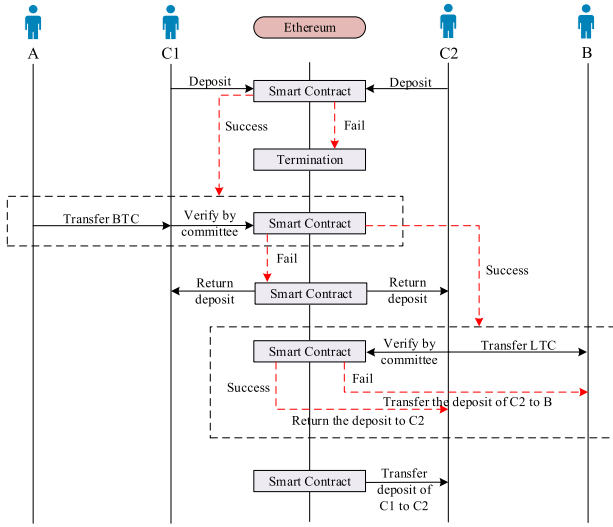 Ethereum
A
C1
C2
B
Deposit
Deposit
Smart Contract
Success
Fail
Termination
Transfer BTC
Verify by
committee
Smart Contract
Fail
Success
Return
deposit
Smart Contract
Return
deposit
Smart Contract
Verify by
committee
Transfer LTC
Success
Fail
Transfer the deposit of C2 to B
Return the deposit to C2
Smart Contract
Transfer
deposit of
C1 to C2